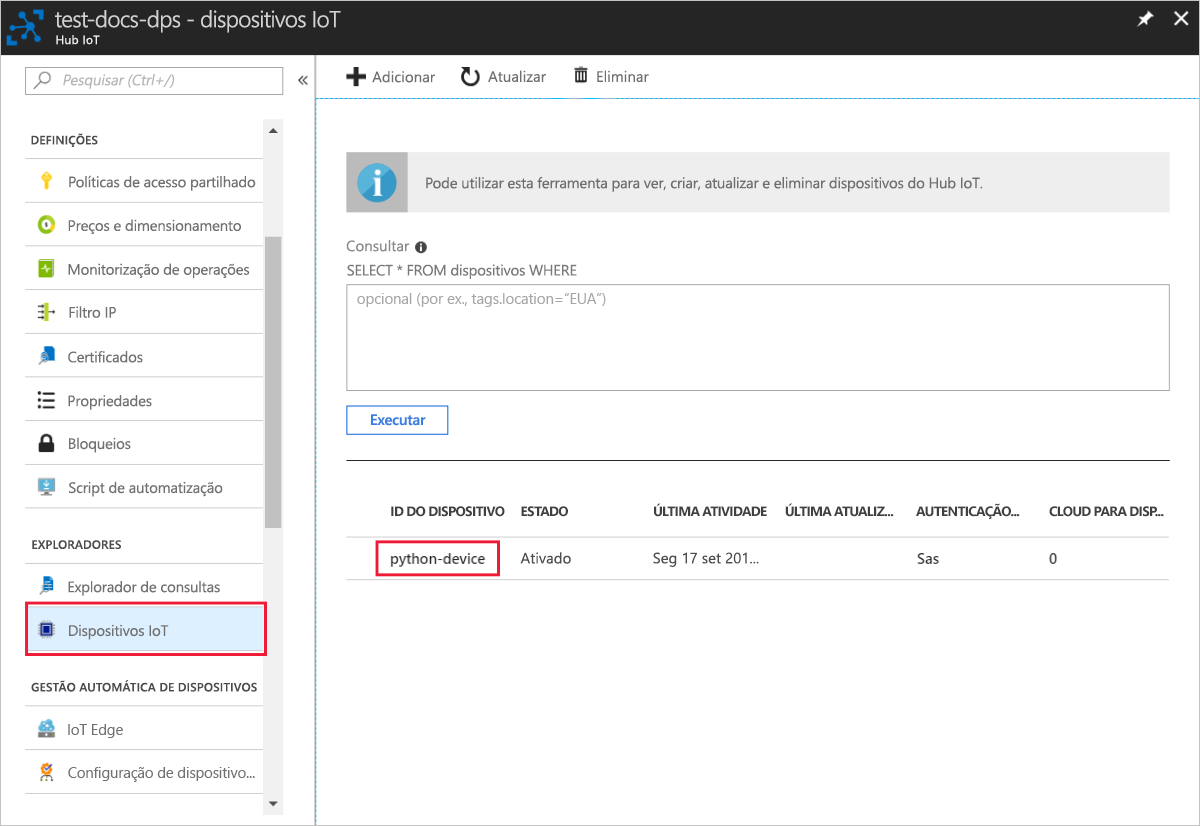 test-docs-dps - dispositivos IoT
Hub IoT
Pesquisar (Ctrl+/)
«
Adicionar
Atualizar
Eliminar
DEFINIÇÕES
Políticas de acesso partilhado
Preços e dimensionamento
Monitorização de operações
Filtro IP
Certificados
Propriedades
Bloqueios
Script de automatização
EXPLORADORES
Explorador de consultas
Dispositivos IoT
GESTÃO AUTOMÁTICA DE DISPOSITIVOS
IoT Edge
Configuração de dispositivo...
Pode utilizar esta ferramenta para ver, criar, atualizar e eliminar dispositivos do Hub IoT.
Consultar
SELECT * FROM dispositivos WHERE
opcional (por ex., tags.location=“EUA”)
Executar
ID DO DISPOSITIVO ESTADO ÚLTIMA ATIVIDADE ÚLTIMA ATUALIZ... AUTENTICAÇÃO... CLOUD PARA DISP...
python-device Ativado Seg 17 set 201... Sas 0